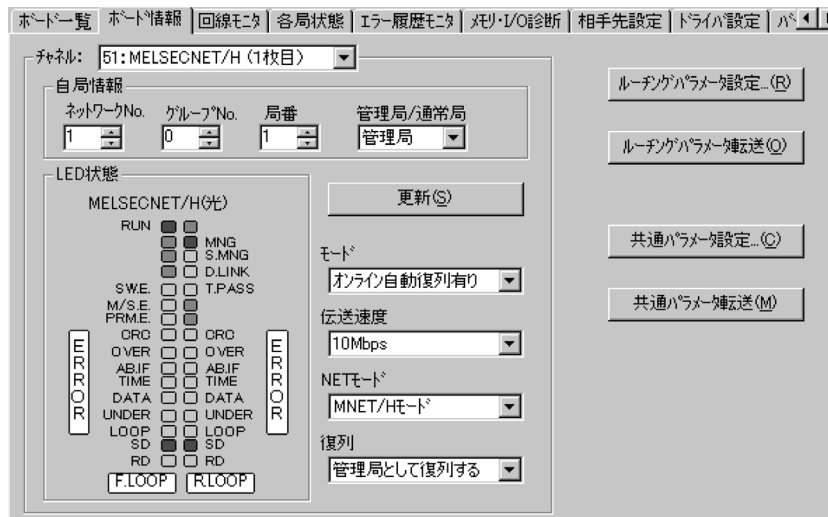 ﾎﾞｰﾄﾞ一覧 ﾎﾞｰﾄﾞ情報 回線ﾓﾆﾀ 各局状態 ｴﾗｰ履歴ﾓﾆﾀ ﾒﾓﾘ･I/O診断 相手先設定 ﾄﾞﾗｲﾊﾞ設定
ﾁｬﾈﾙ: 51:MELSECNET/H (1枚目)
自局情報
ﾈｯﾄﾜｰｸNo. ｸﾞﾙｰﾌﾟNo. 局番 管理局/通常局
1 0 1 管理局
LED状態
MELSECNET/H(光)
RUN
MNG
S.MNG
D.LINK
SW.E. T.PASS
M/S.E.
PRM.E.
CRC CRC
OVER OVER
AB.IF AB.IF
TIME TIME
DATA DATA
UNDER UNDER
LOOP LOOP
SD SD
RD RD
ERROR ERROR
F.LOOP R.LOOP
更新(S)
ﾓｰﾄﾞ
ｵﾝﾗｲﾝ自動復列有り
伝送速度
10Mbps
NETﾓｰﾄﾞ
MNET/Hﾓｰﾄﾞ
復列
管理局として復列する
ﾙｰﾁﾝｸﾞﾊﾟﾗﾒｰﾀ設定...(R)
ﾙｰﾁﾝｸﾞﾊﾟﾗﾒｰﾀ転送(O)
共通ﾊﾟﾗﾒｰﾀ設定...(C)
共通ﾊﾟﾗﾒｰﾀ転送(M)